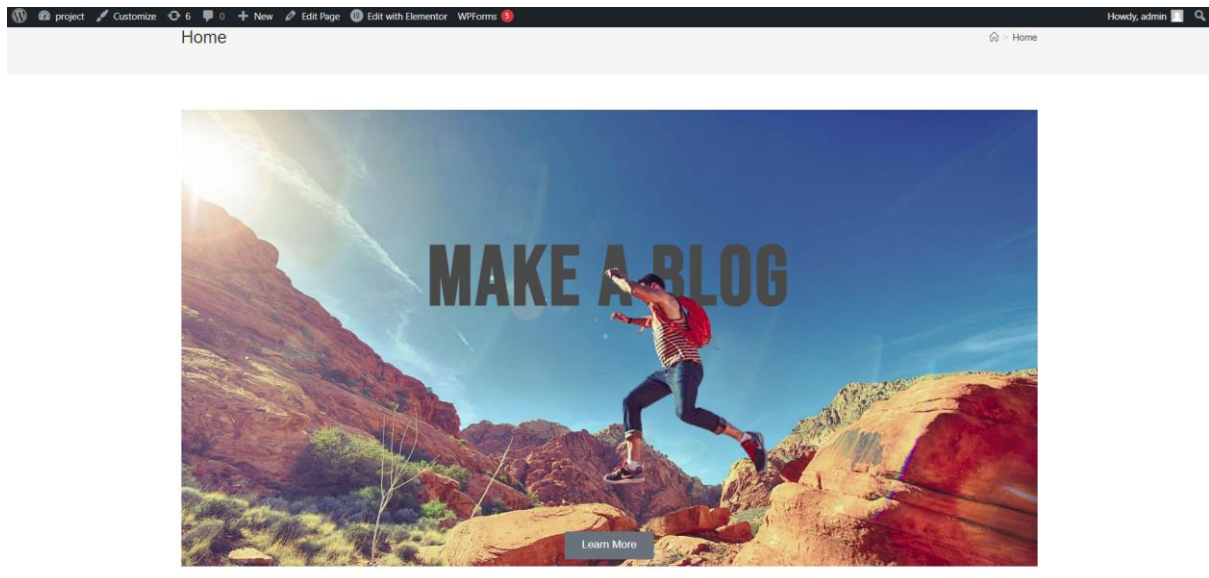 project Customize 6 0 New Edit Page Edit with Elementor WPForms 5 Howdy, admin
Home
Home
MAKE A BLOG
Learn More